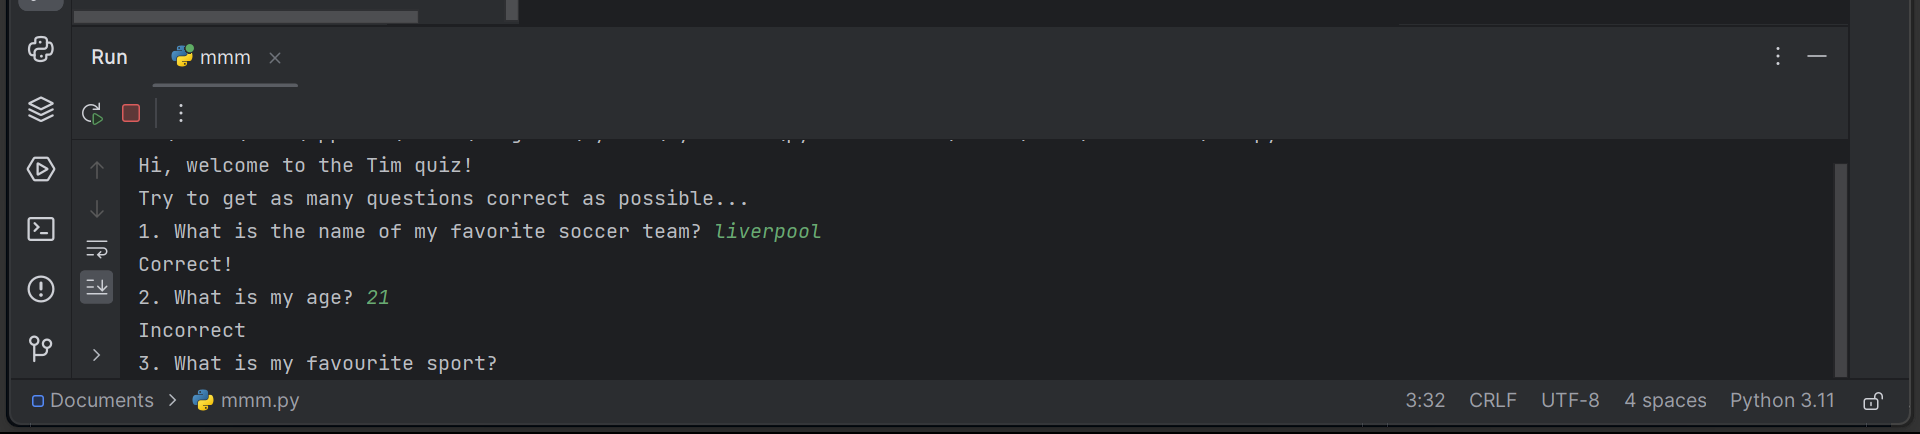 Run
mmm
Hi, welcome to the Tim quiz!
Try to get as many questions correct as possible...
1. What is the name of my favorite soccer team? liverpool
Correct!
2. What is my age? 21
Incorrect
3. What is my favourite sport?
Documents > mmm.py
3:32 CRLF UTF-8 4 spaces Python 3.11